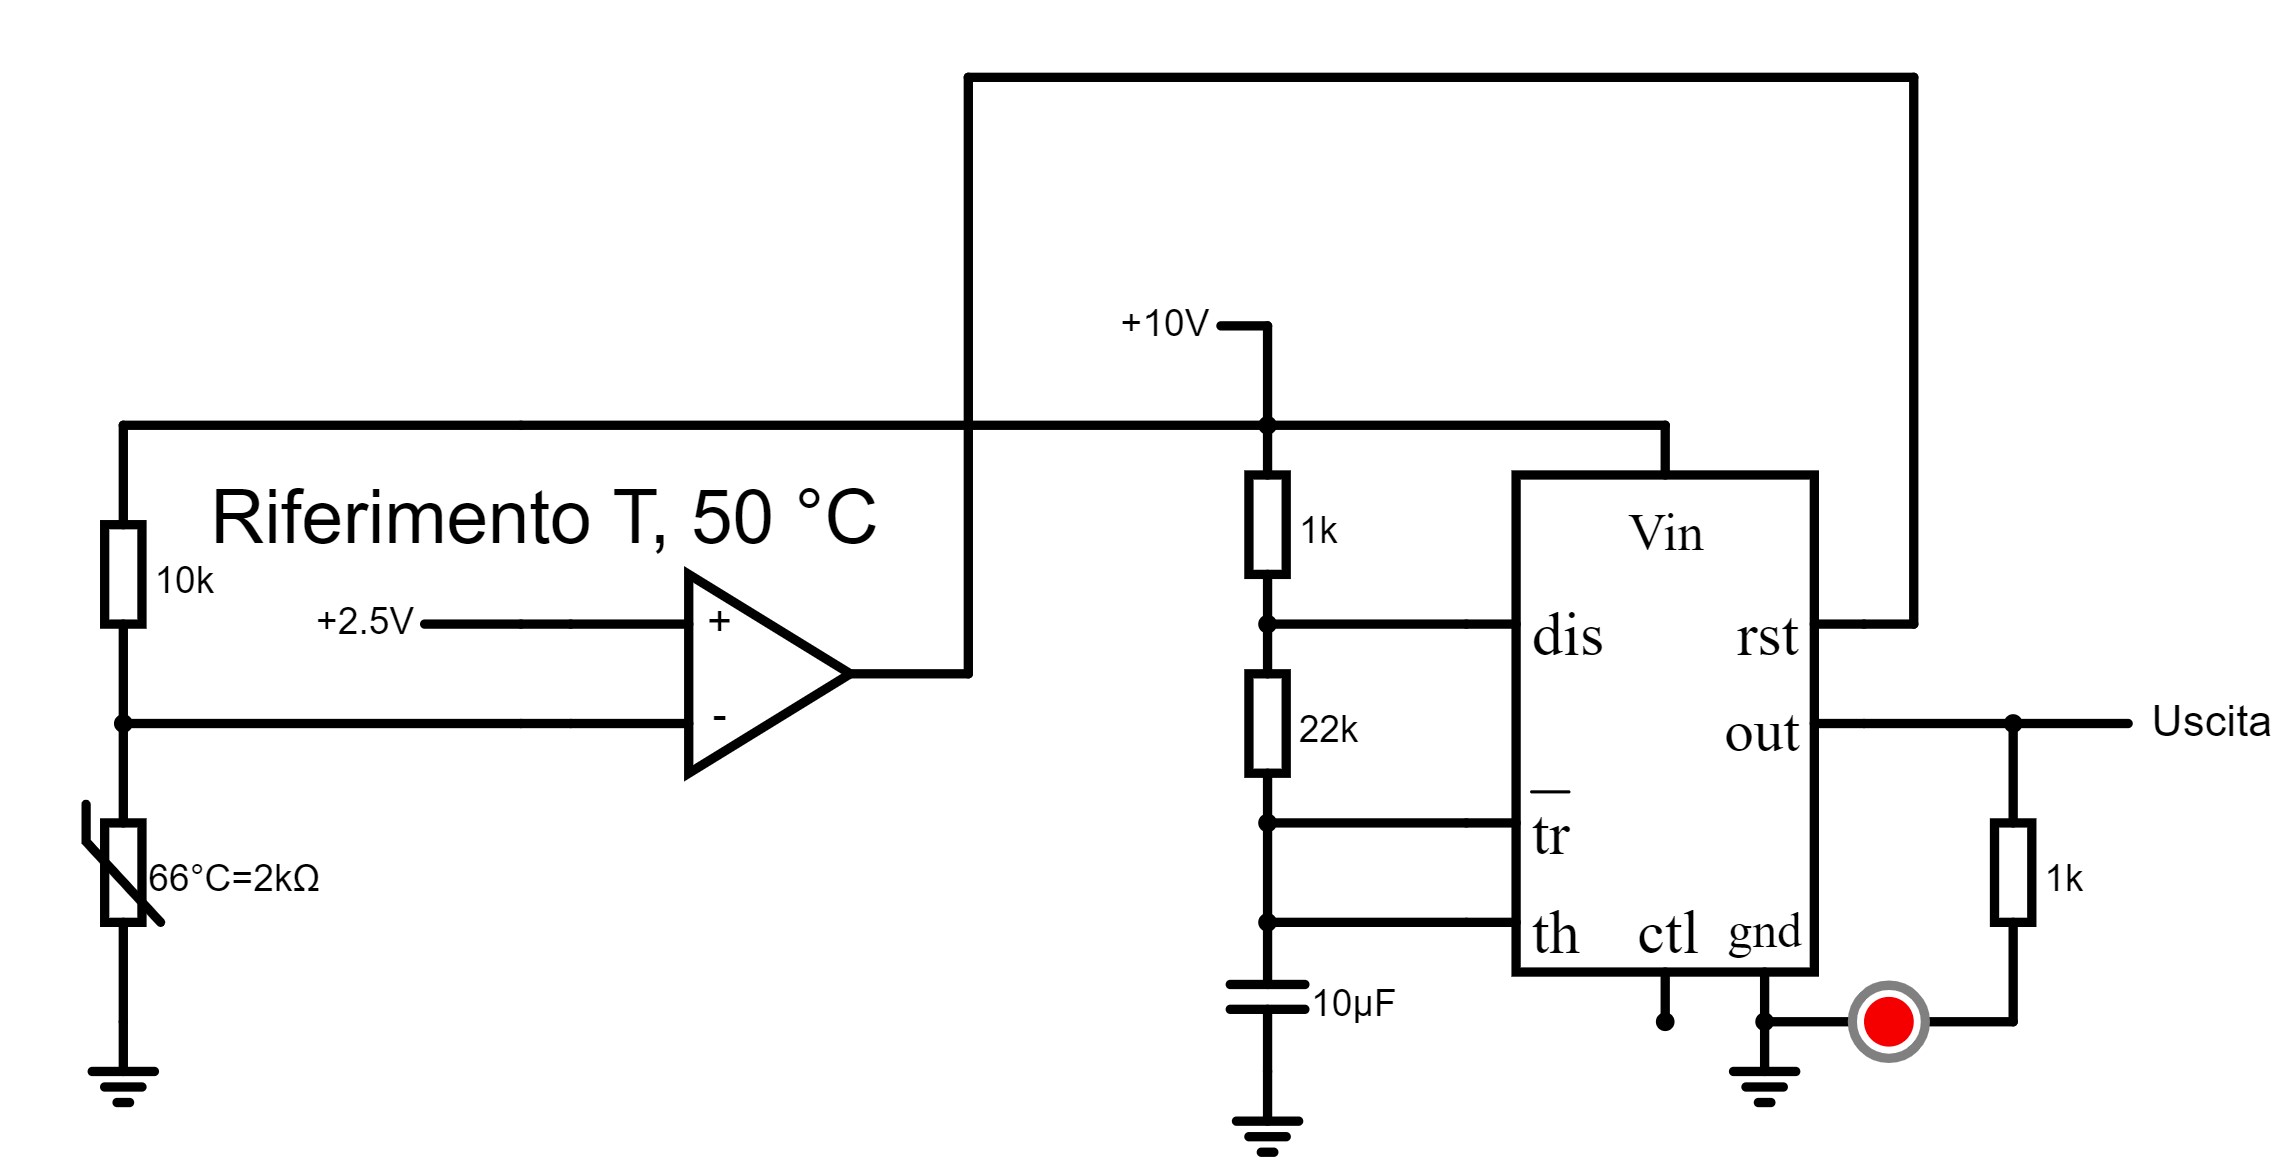 +10V
Riferimento T, 50 °C
10k
1k
Vin
+2.5V
+
-
dis
rst
22k
out
Uscita
tr
66°C=2kΩ
1k
th
ctl
gnd
10μF